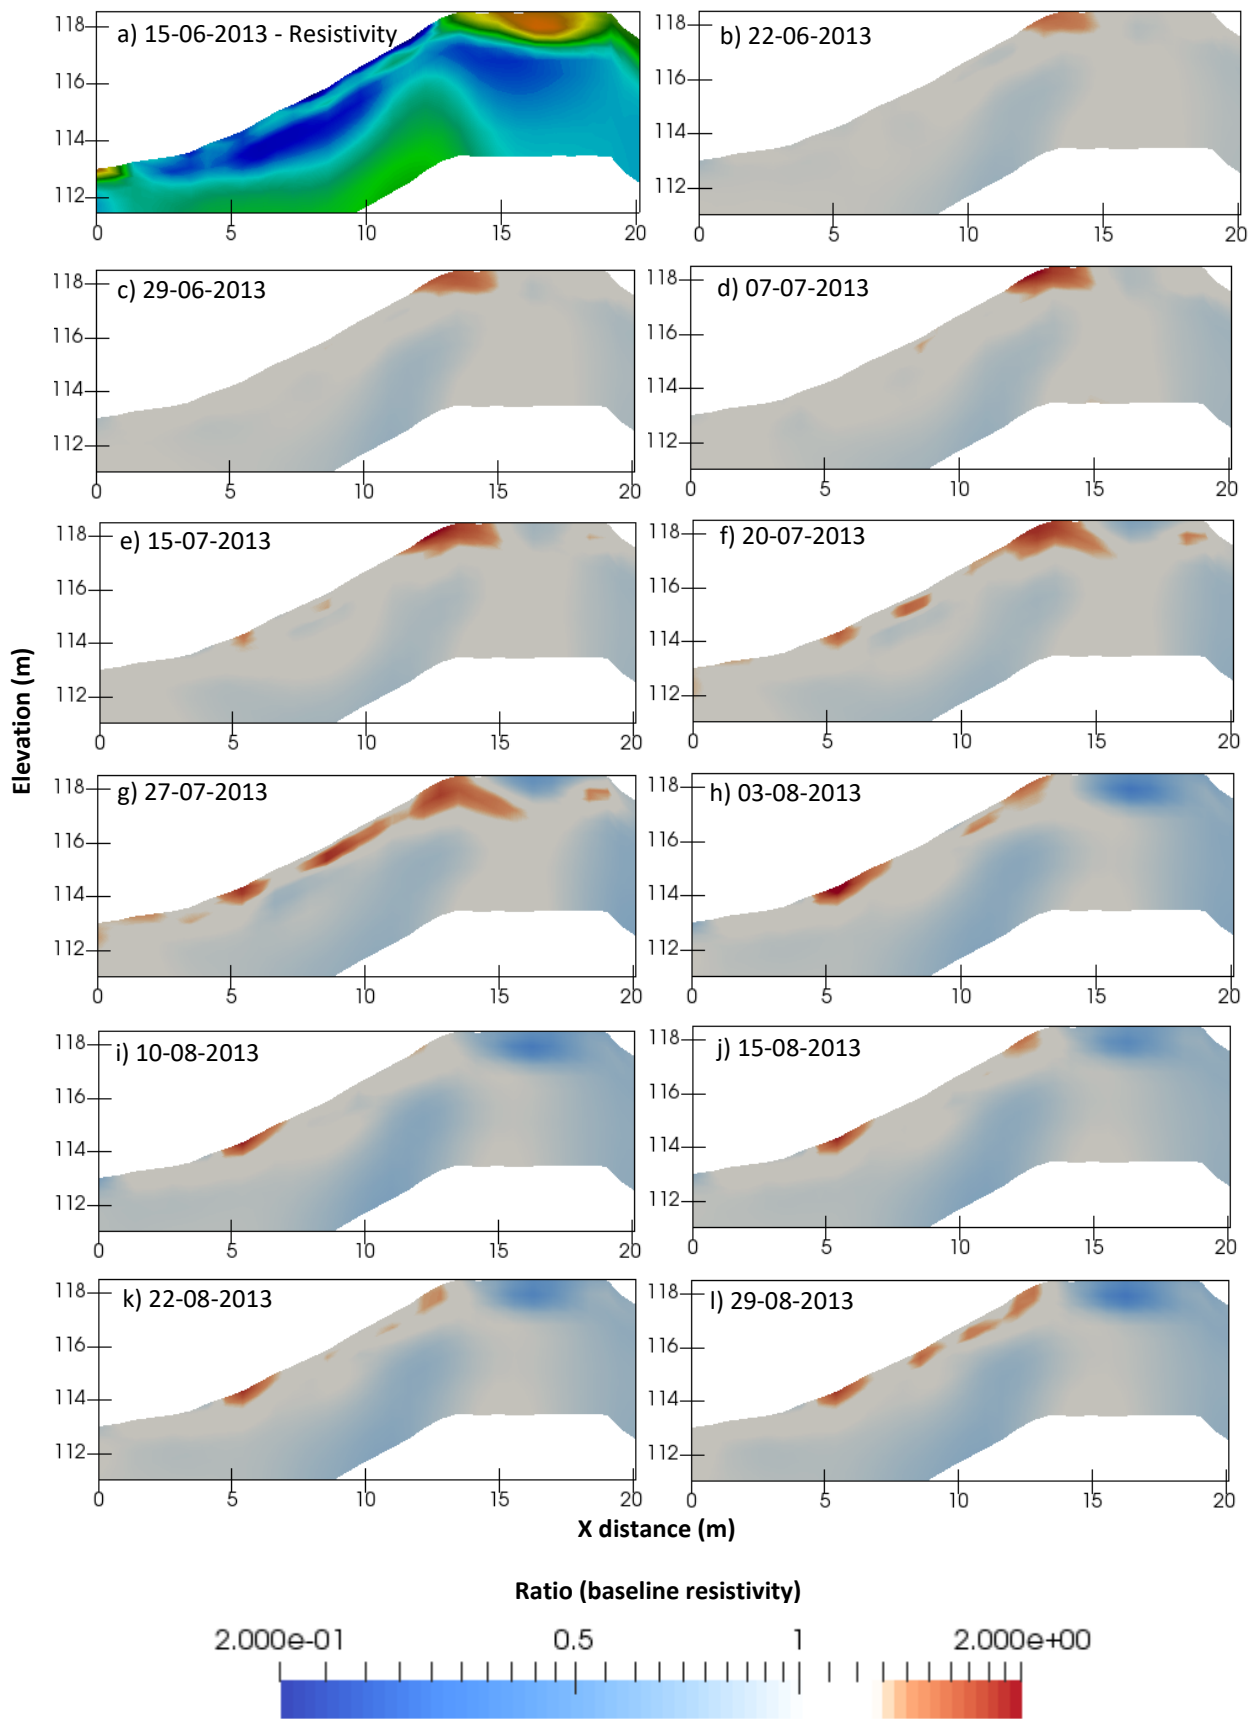 118
a) 15-06-2013 - Resistivity
116
114
112
0 5 10 15 20
118
b) 22-06-2013
116
114
112
0 5 10 15 20
118
c) 29-06-2013
116
114
112
0 5 10 15 20
118
d) 07-07-2013
116
114
112
0 5 10 15 20
118
e) 15-07-2013
116
114
112
0 5 10 15 20
118
f) 20-07-2013
116
114
112
0 5 10 15 20
Elevation (m)
118
g) 27-07-2013
116
114
112
0 5 10 15 20
118
h) 03-08-2013
116
114
112
0 5 10 15 20
118
i) 10-08-2013
116
114
112
0 5 10 15 20
118
j) 15-08-2013
116
114
112
0 5 10 15 20
118
k) 22-08-2013
116
114
112
0 5 10 15 20
118
l) 29-08-2013
116
114
112
0 5 10 15 20
X distance (m)
Ratio (baseline resistivity)
2.000e-01 0.5 1 2.000e+00